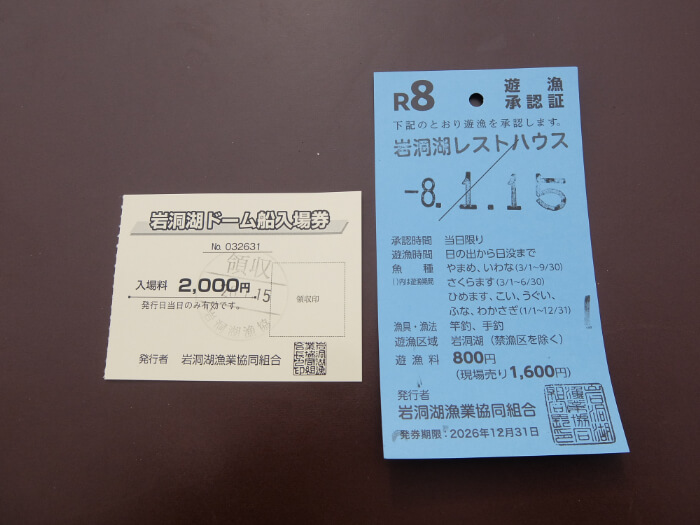 岩洞湖ドーム船入場券
No. 032631
領収
入場料 2,000円
15
発行日当日のみ有効です。
領収印
発行者 岩洞湖漁業協同組合
R8
遊漁
承認証
下記のとおり遊漁を承認します。
岩洞湖レストハウス
-8.1.15
承認時間 当日限り
遊漁時間 日の出から日没まで
魚種 やまめ、いわな(3/1~9/30)
さくらます(3/1~6/30)
ひめます、こい、うぐい、
ふな、わかさぎ(1/1~12/31)
漁具・漁法 竿釣、手釣
遊漁区域 岩洞湖(禁漁区を除く)
遊漁料 800円
(現場売り1,600円)
発行者
岩洞湖漁業協同組合
発券期限:2026年12月31日